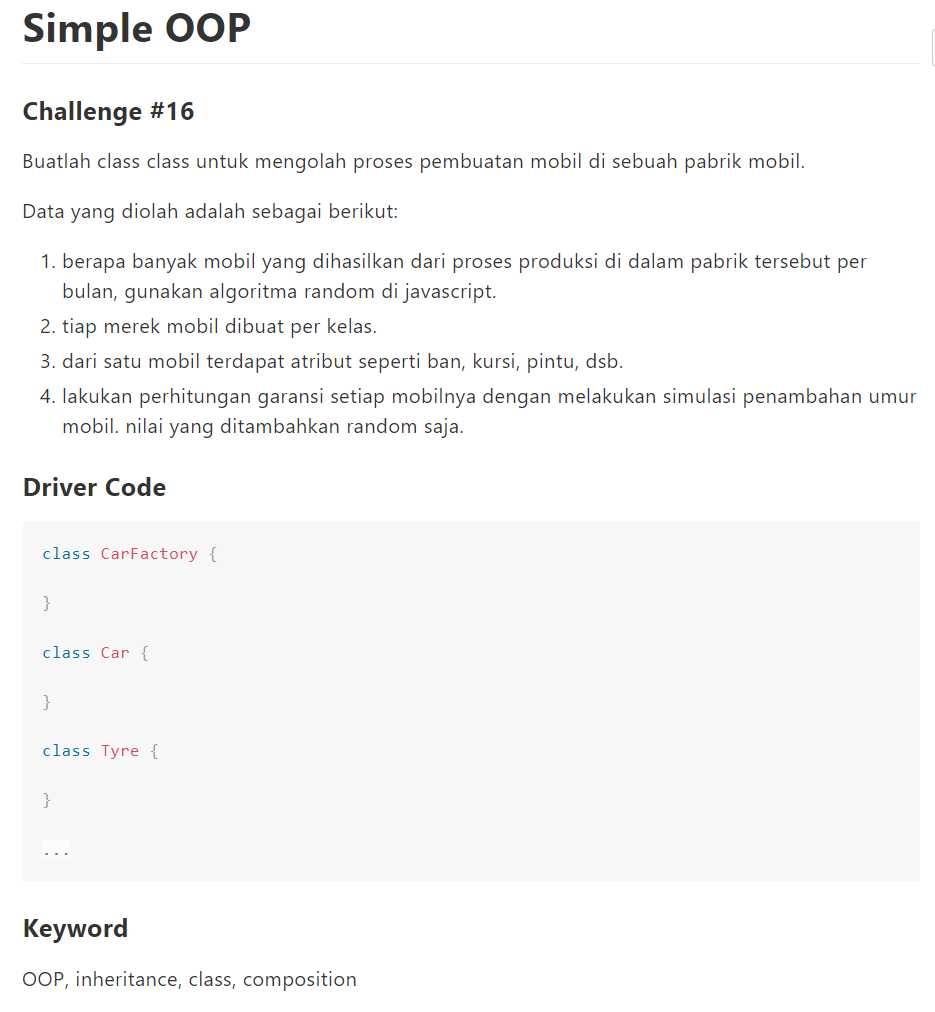 Simple OOP
Challenge #16
Buatlah class class untuk mengolah proses pembuatan mobil di sebuah pabrik mobil.
Data yang diolah adalah sebagai berikut:
1. berapa banyak mobil yang dihasilkan dari proses produksi di dalam pabrik tersebut per
bulan, gunakan algoritma random di javascript.
2. tiap merek mobil dibuat per kelas.
3. dari satu mobil terdapat atribut seperti ban, kursi, pintu, dsb.
4. lakukan perhitungan garansi setiap mobilnya dengan melakukan simulasi penambahan umur
mobil. nilai yang ditambahkan random saja.
Driver Code
class CarFactory {
}
class Car {
}
class Tyre {
}
...
Keyword
OOP, inheritance, class, composition